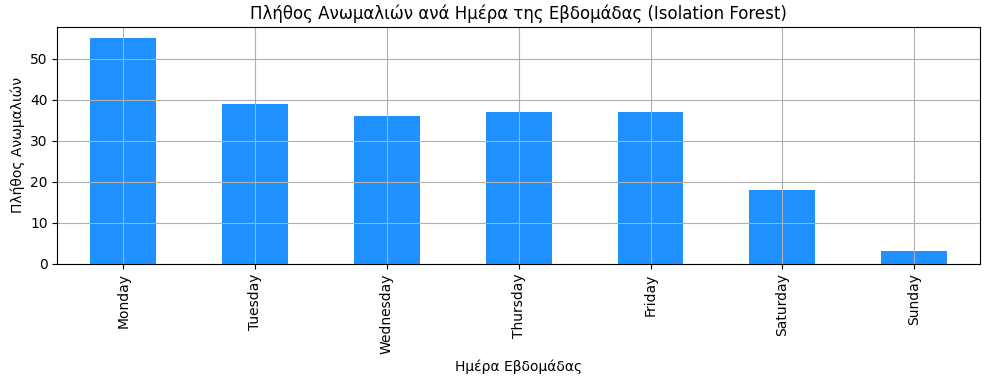 Πλήθος Ανωμαλιών ανά Ημέρα της Εβδομάδας (Isolation Forest)
Πλήθος Ανωμαλιών
50
40
30
20
10
0
Monday
Tuesday
Wednesday
Thursday
Friday
Saturday
Sunday
Ημέρα Εβδομάδας